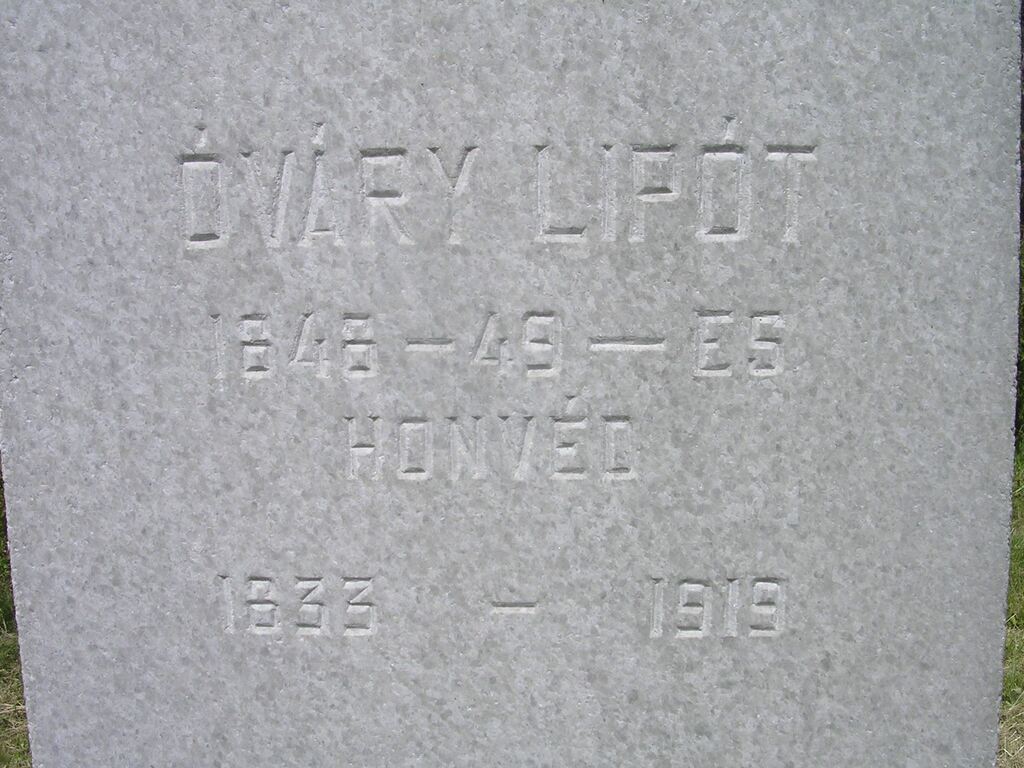 ÓVÁRY LIPÓT
1848 — 49 — ES
HONVÉD
1833 — 1919